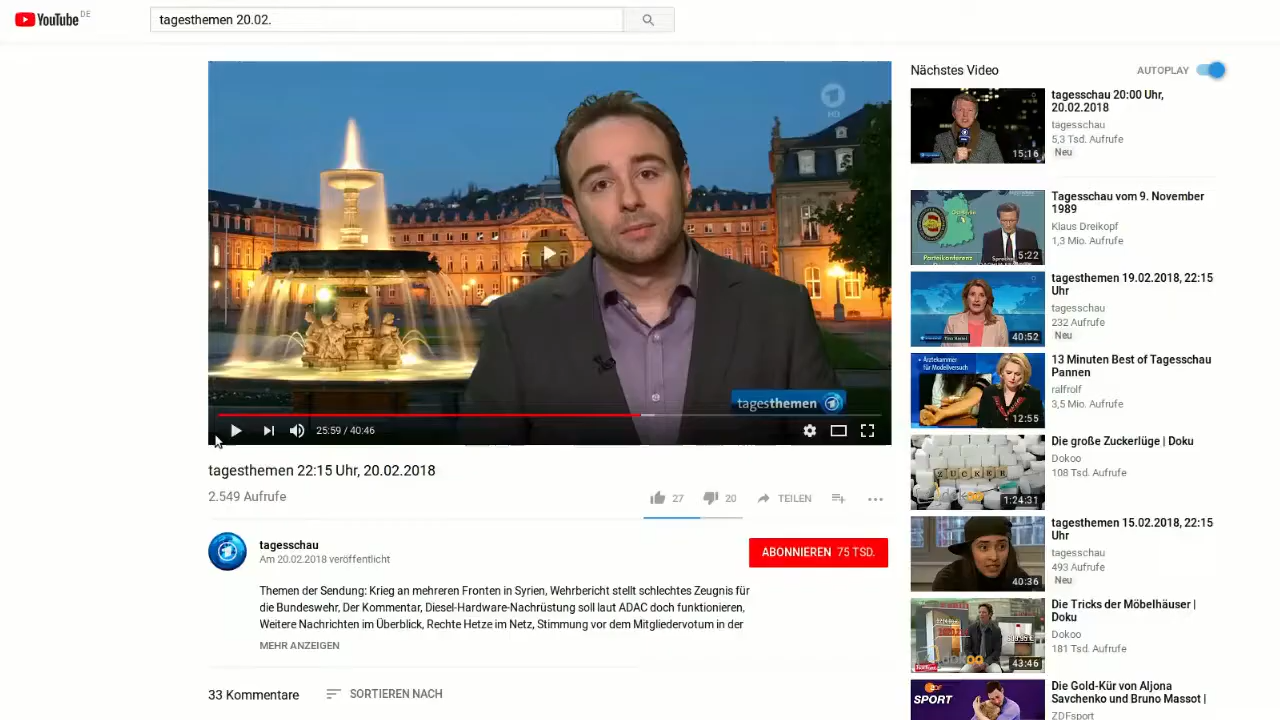 YouTube DE
tagesthemen 20.02.
HD
tagesthemen
25:59 / 40:46
tagesthemen 22:15 Uhr, 20.02.2018
2.549 Aufrufe
27
20
TEILEN
tagesschau
Am 20.02.2018 veröffentlicht
ABONNIEREN 75 TSD.
Themen der Sendung: Krieg an mehreren Fronten in Syrien, Wehrbericht stellt schlechtes Zeugnis für
die Bundeswehr, Der Kommentar, Diesel-Hardware-Nachrüstung soll laut ADAC doch funktionieren,
Weitere Nachrichten im Überblick, Rechte Hetze im Netz, Stimmung vor dem Mitgliedervotum in der
MEHR ANZEIGEN
33 Kommentare
SORTIEREN NACH
Nächstes Video
AUTOPLAY
15:16
tagesschau 20:00 Uhr,
20.02.2018
tagesschau
5,3 Tsd. Aufrufe
Neu
Parteikonferenz
5:22
Tagesschau vom 9. November
1989
Klaus Dreikopf
1,3 Mio. Aufrufe
40:52
tagesthemen 19.02.2018, 22:15
Uhr
tagesschau
232 Aufrufe
Neu
Ärztekammer
für Modellversuch
12:55
13 Minuten Best of Tagesschau
Pannen
ralfrolf
3,5 Mio. Aufrufe
ZUCKER
1:24:31
Die große Zuckerlüge | Doku
Dokoo
108 Tsd. Aufrufe
40:36
tagesthemen 15.02.2018, 22:15
Uhr
tagesschau
493 Aufrufe
Neu
dokoo
43:46
Die Tricks der Möbelhäuser |
Doku
Dokoo
181 Tsd. Aufrufe
ZDF
SPORT
Die Gold-Kür von Aljona
Savchenko und Bruno Massot |
ZDFsport